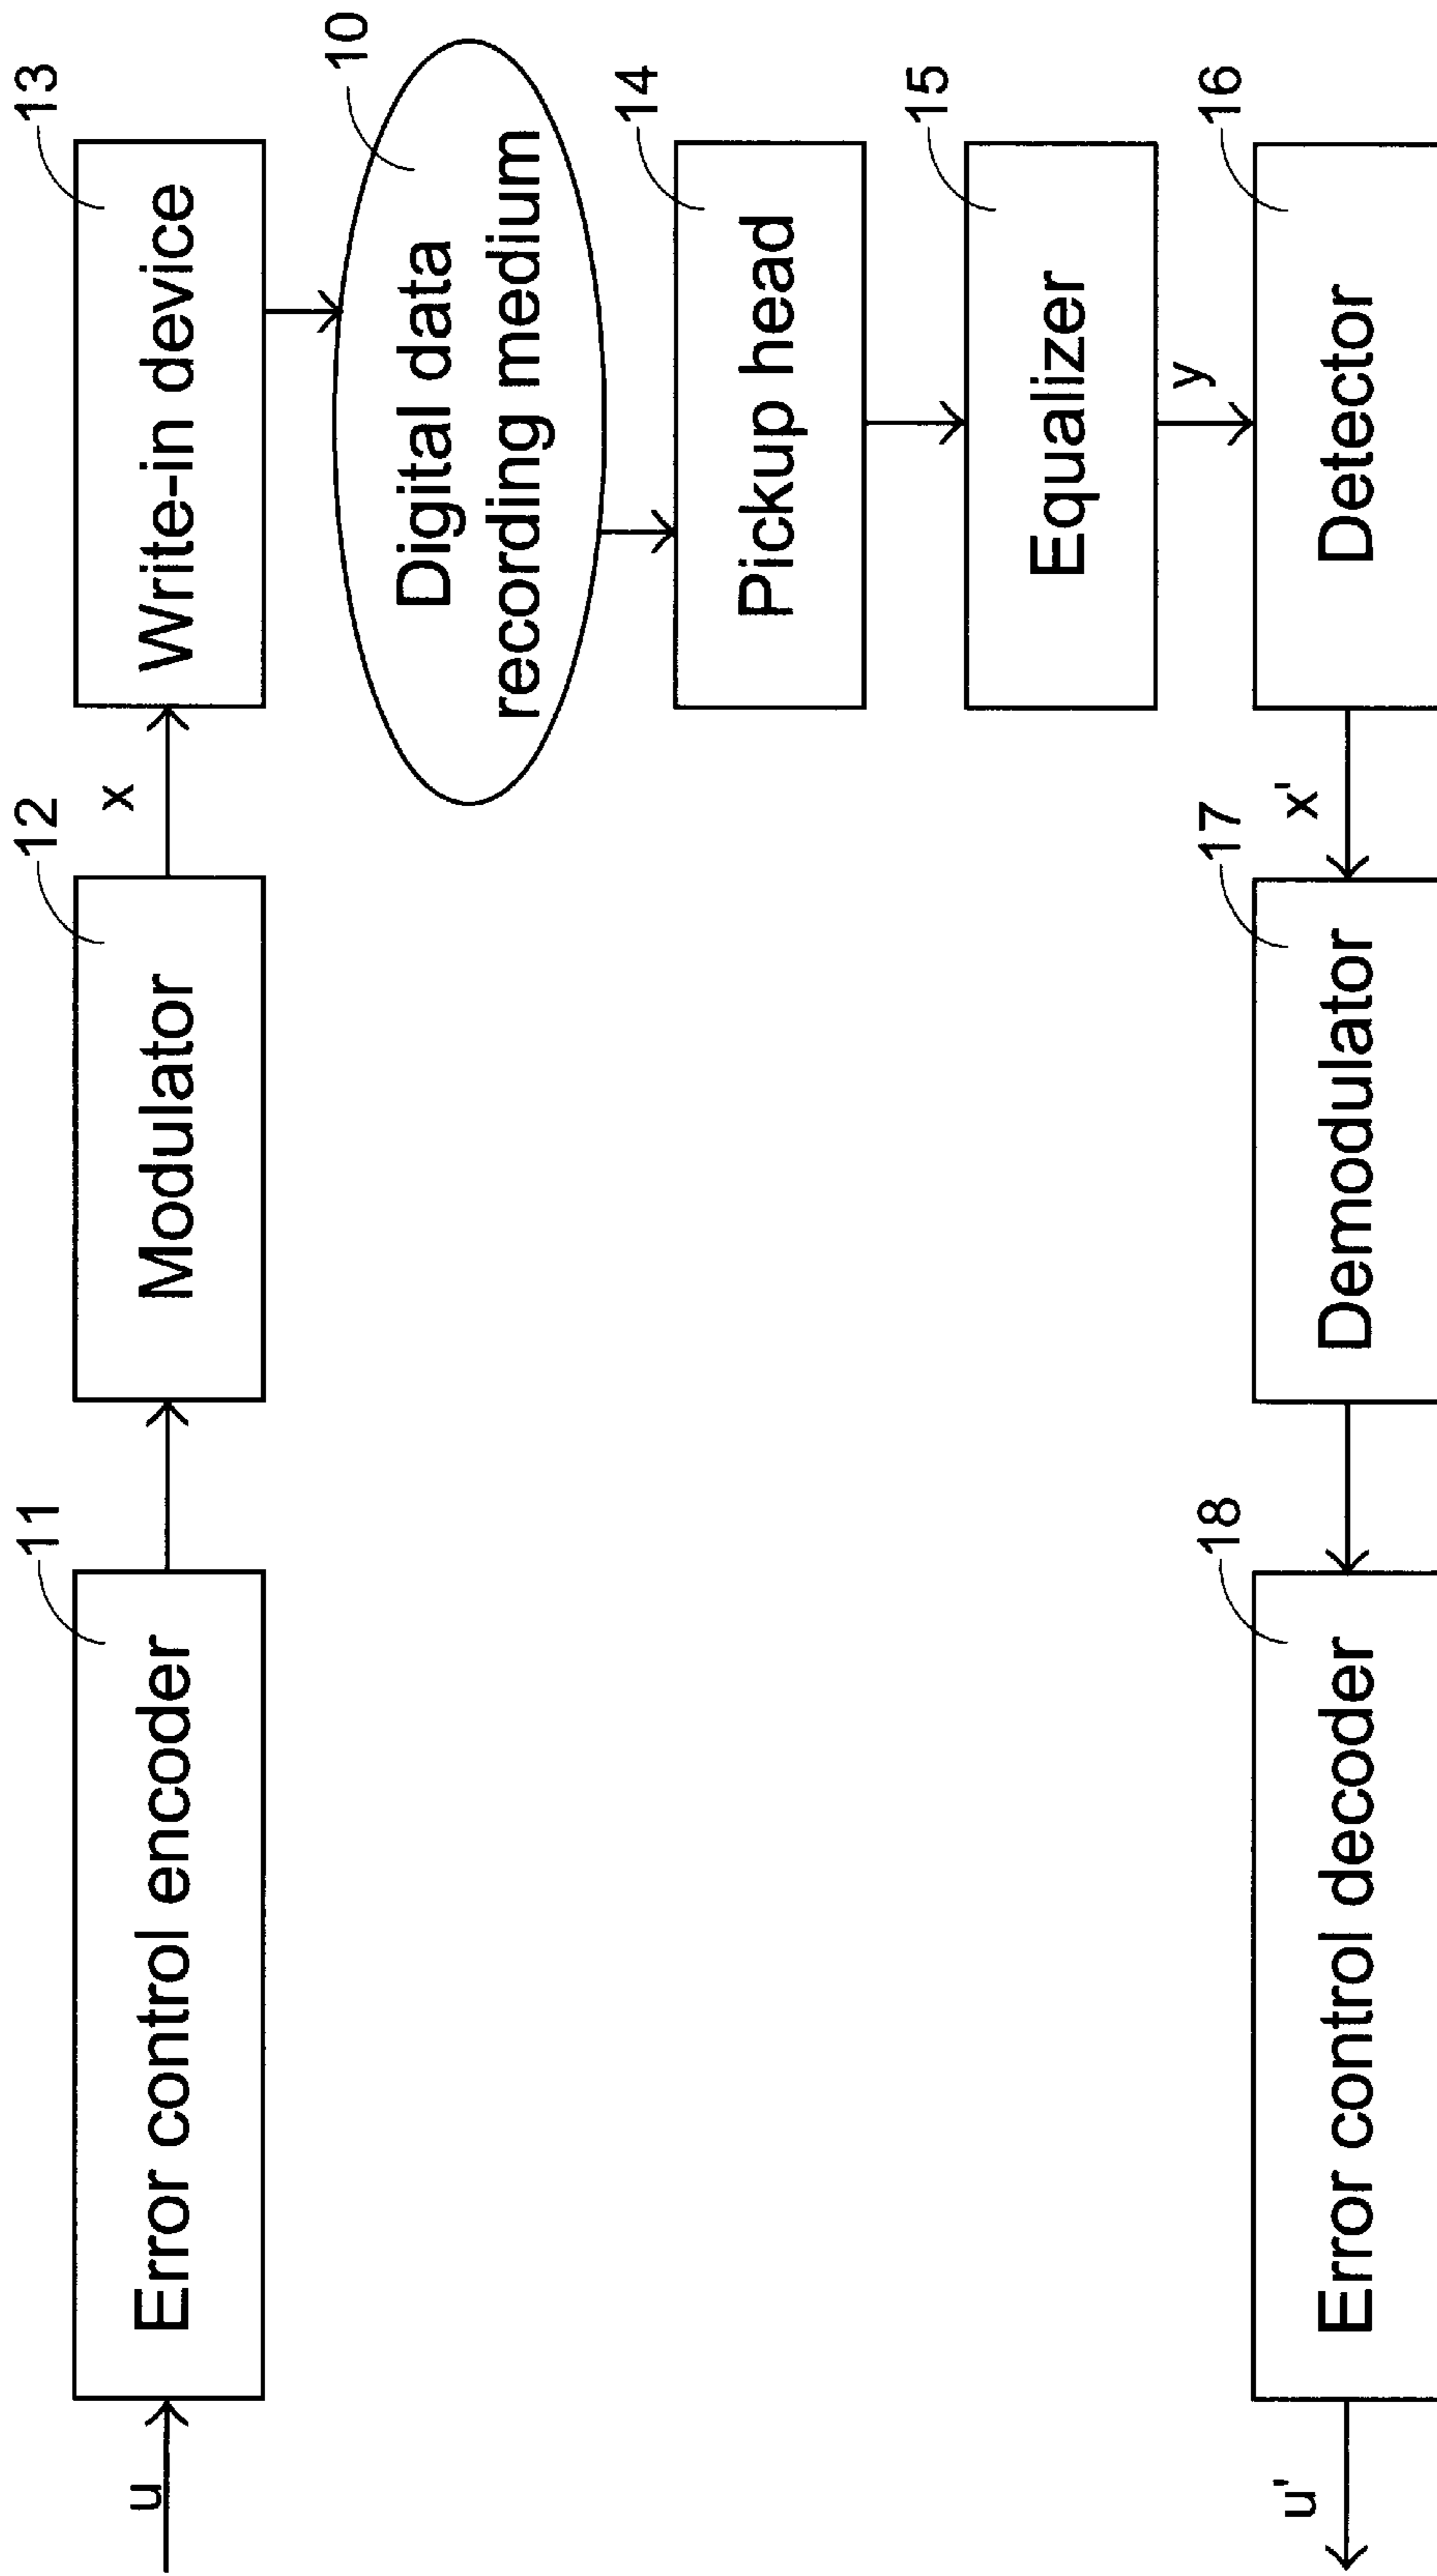 11
12
13
u
Error control encoder
Modulator
x
Write-in device
10
Digital data
recording medium
14
Pickup head
15
Equalizer
y
18
17
16
u'
Error control decoder
Demodulator
x'
Detector